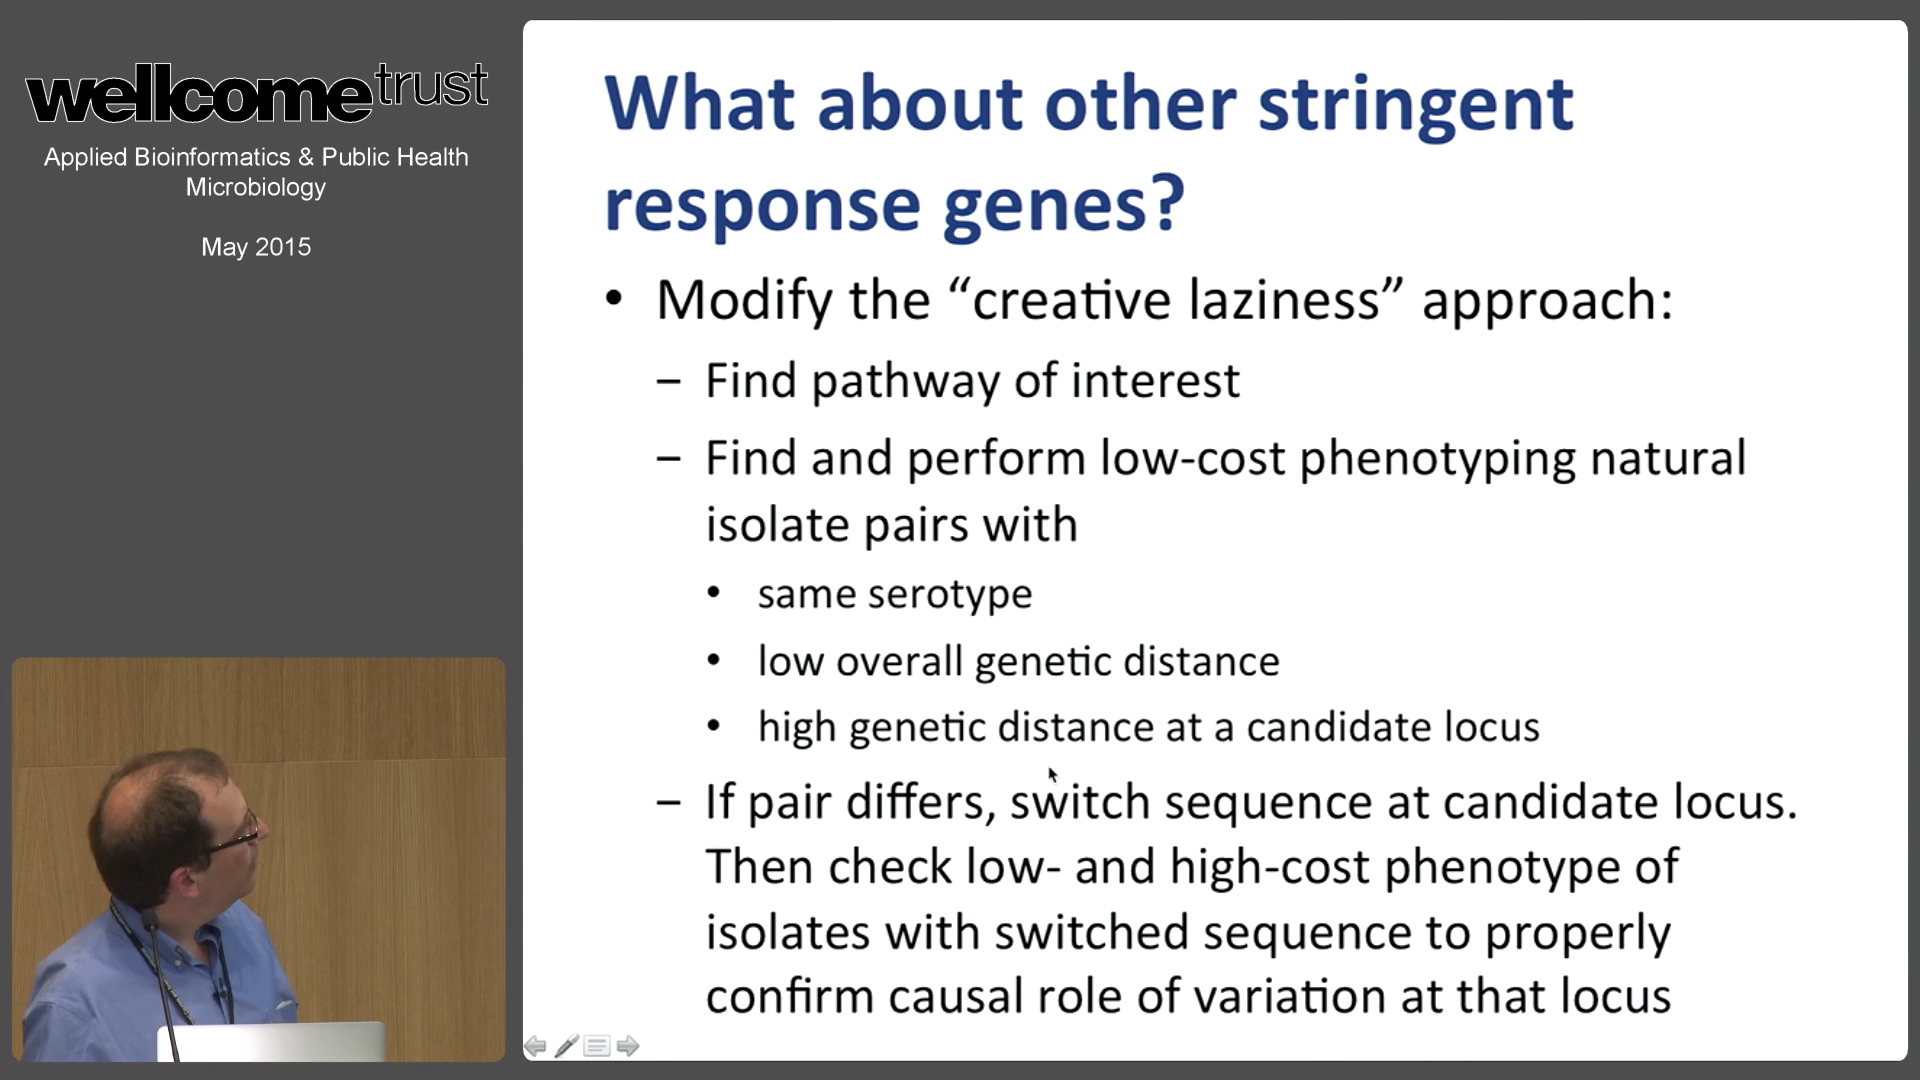 wellcometrust
Applied Bioinformatics & Public Health
Microbiology
May 2015
What about other stringent
response genes?
• Modify the “creative laziness” approach:
– Find pathway of interest
– Find and perform low-cost phenotyping natural
isolate pairs with
• same serotype
• low overall genetic distance
• high genetic distance at a candidate locus
– If pair differs, switch sequence at candidate locus.
Then check low- and high-cost phenotype of
isolates with switched sequence to properly
confirm causal role of variation at that locus